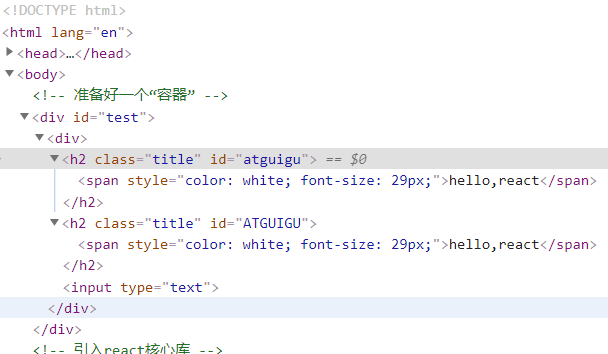 <!DOCTYPE html>
<html lang="en">
<head>…</head>
<body>
<!-- 准备好一个“容器” -->
<div id="test">
<div>
<h2 class="title" id="atguigu"> == $0
<span style="color: white; font-size: 29px;">hello,react</span>
</h2>
<h2 class="title" id="ATGUIGU">
<span style="color: white; font-size: 29px;">hello,react</span>
</h2>
<input type="text">
</div>
</div>
<!-- 引入react核心库 -->